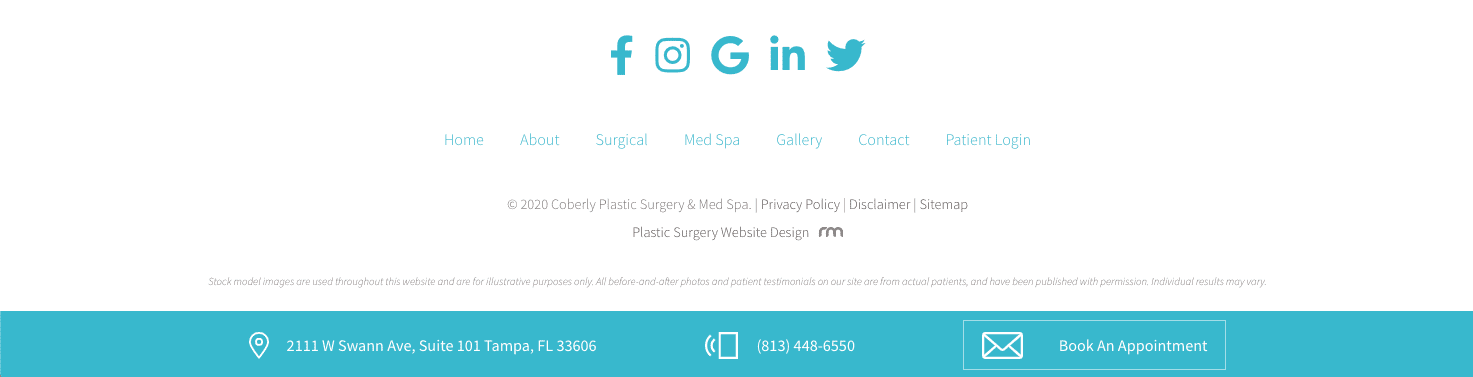 Home About Surgical Med Spa Gallery Contact Patient Login
© 2020 Coberly Plastic Surgery & Med Spa. | Privacy Policy | Disclaimer | Sitemap
Plastic Surgery Website Design rm
Stock model images are used throughout this website and are for illustrative purposes only. All before-and-after photos and patient testimonials on our site are from actual patients, and have been published with permission. Individual results may vary.
2111 W Swann Ave, Suite 101 Tampa, FL 33606 (813) 448-6550 Book An Appointment